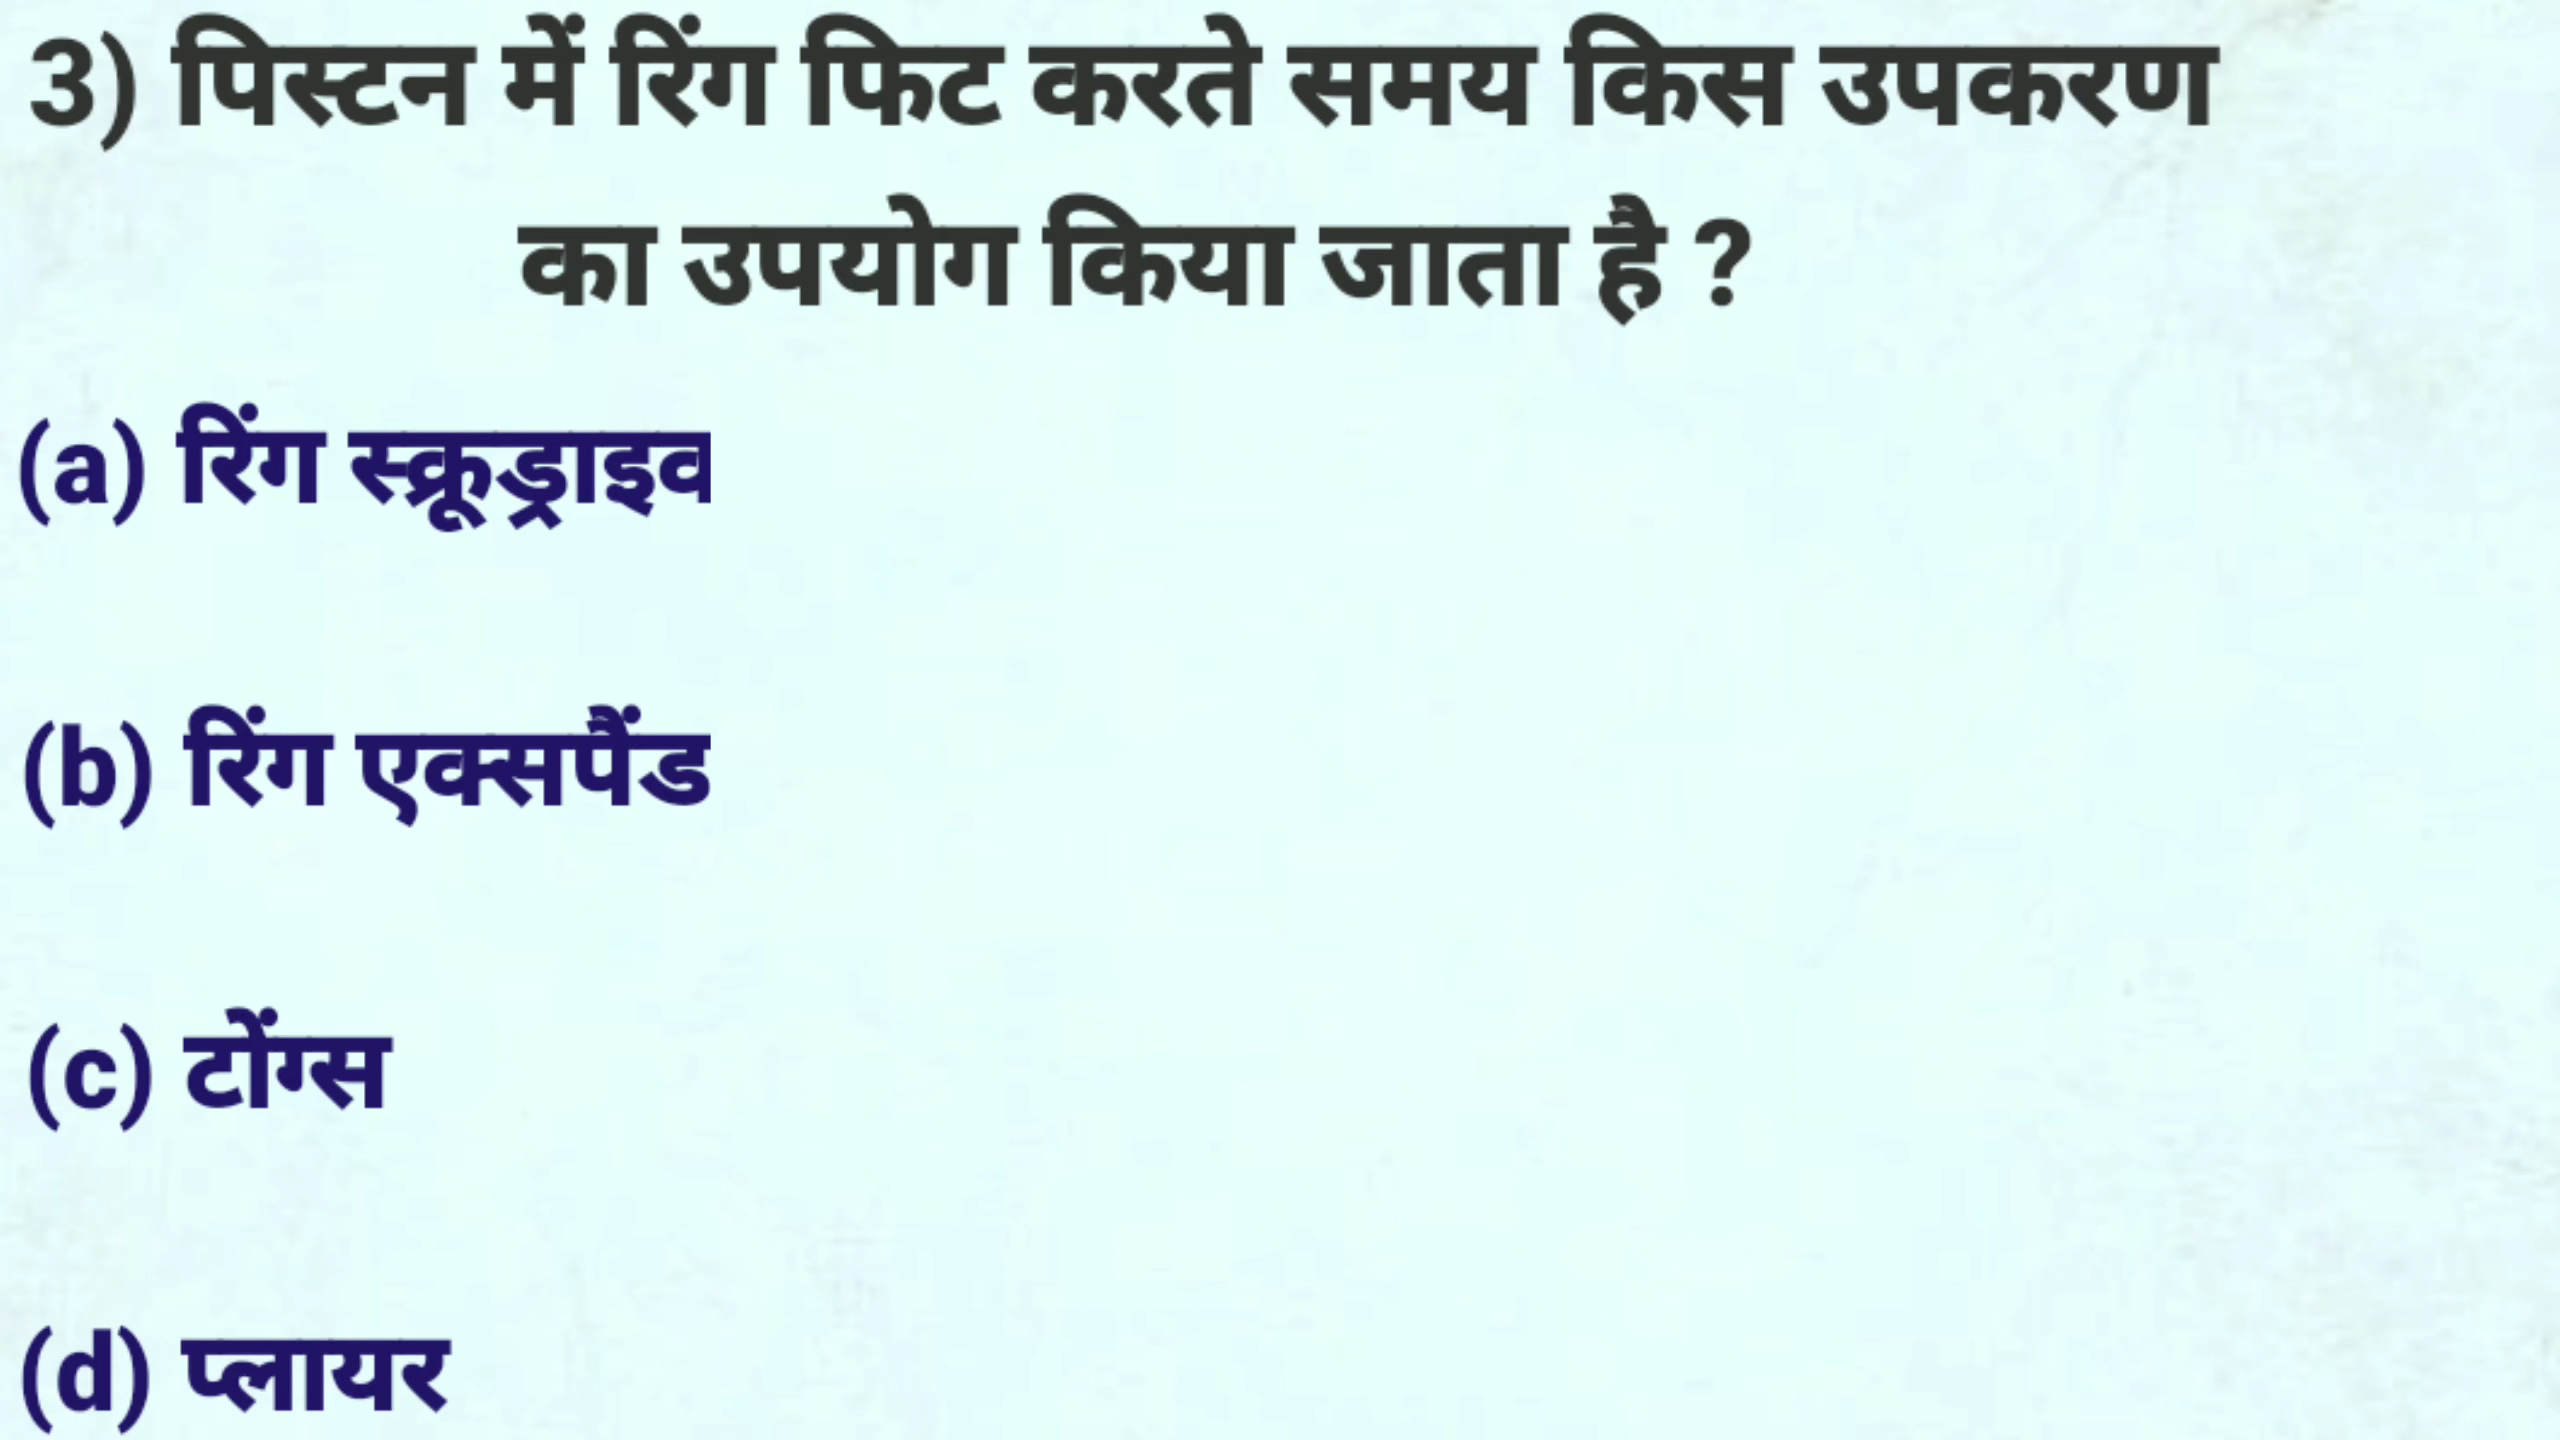 3) पिस्टन में रिंग फिट करते समय किस उपकरण
का उपयोग किया जाता है ?
(a) रिंग स्क्रूड्राइव
(b) रिंग एक्सपैंड
(c) टोंग्स
(d) प्लायर